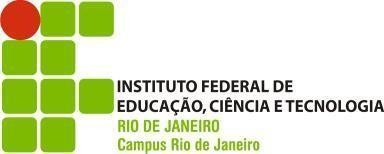 INSTITUTO FEDERAL DE
EDUCAÇÃO, CIÊNCIA E TECNOLOGIA
RIO DE JANEIRO
Campus Rio de Janeiro